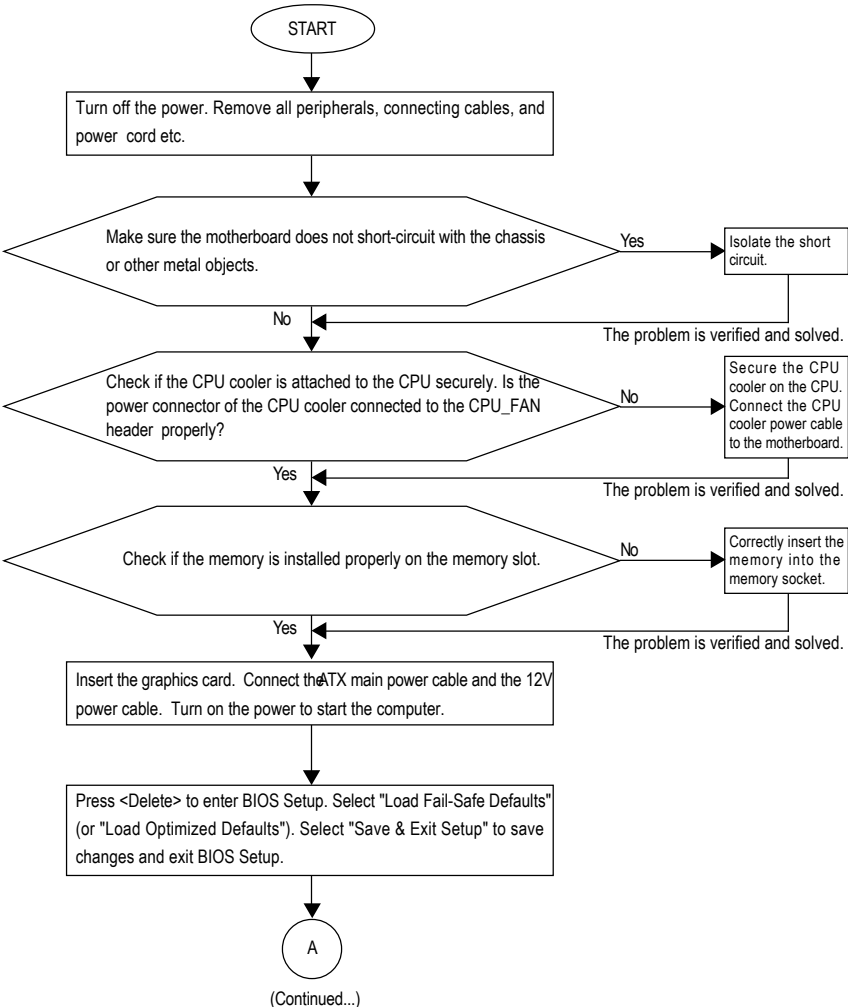 START
Turn off the power. Remove all peripherals, connecting cables, and
power cord etc.
Make sure the motherboard does not short-circuit with the chassis
or other metal objects.
Yes
Isolate the short
circuit.
No
The problem is verified and solved.
Check if the CPU cooler is attached to the CPU securely. Is the
power connector of the CPU cooler connected to the CPU_FAN
header properly?
No
Secure the CPU
cooler on the CPU.
Connect the CPU
cooler power cable
to the motherboard.
Yes
The problem is verified and solved.
Check if the memory is installed properly on the memory slot.
No
Correctly insert the
memory into the
memory socket.
Yes
The problem is verified and solved.
Insert the graphics card. Connect the ATX main power cable and the 12V
power cable. Turn on the power to start the computer.
Press <Delete> to enter BIOS Setup. Select "Load Fail-Safe Defaults"
(or "Load Optimized Defaults"). Select "Save & Exit Setup" to save
changes and exit BIOS Setup.
A
(Continued...)